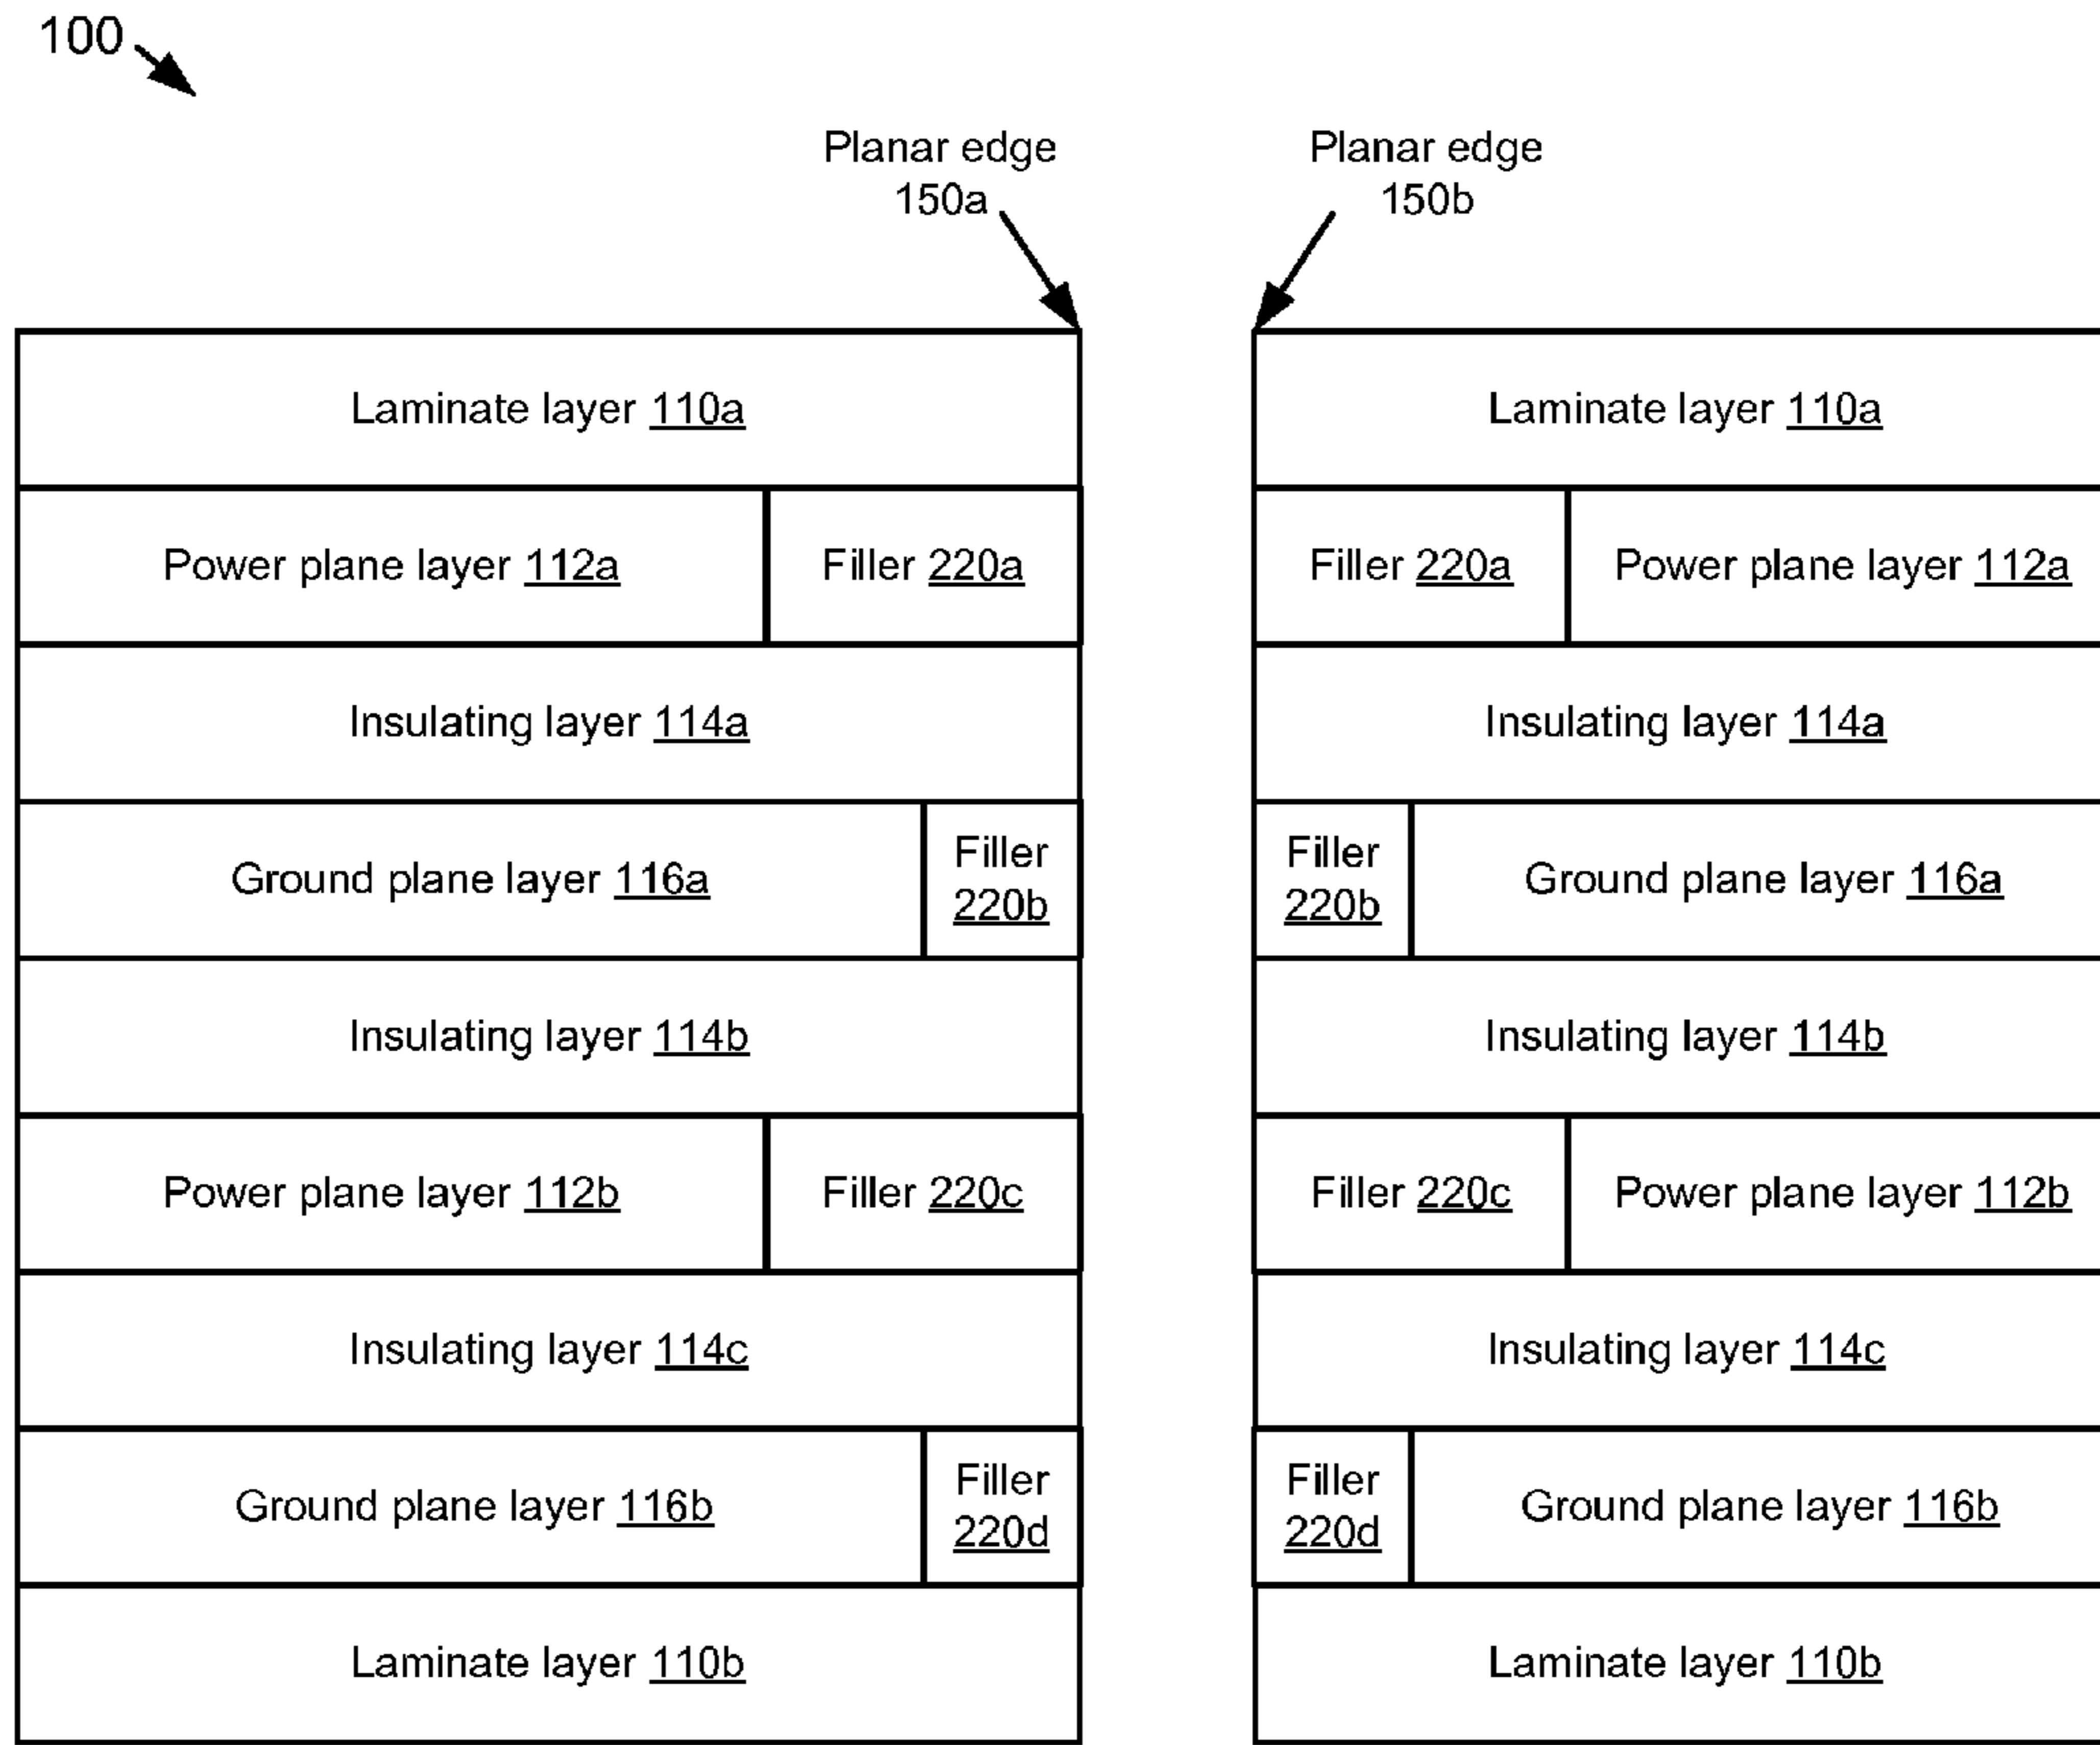 100
Planar edge
150a
Planar edge
150b
Laminate layer 110a
Laminate layer 110a
Power plane layer 112a
Filler 220a
Filler 220a
Power plane layer 112a
Insulating layer 114a
Insulating layer 114a
Ground plane layer 116a
Filler
220b
Filler
220b
Ground plane layer 116a
Insulating layer 114b
Insulating layer 114b
Power plane layer 112b
Filler 220c
Filler 220c
Power plane layer 112b
Insulating layer 114c
Insulating layer 114c
Ground plane layer 116b
Filler
220d
Filler
220d
Ground plane layer 116b
Laminate layer 110b
Laminate layer 110b